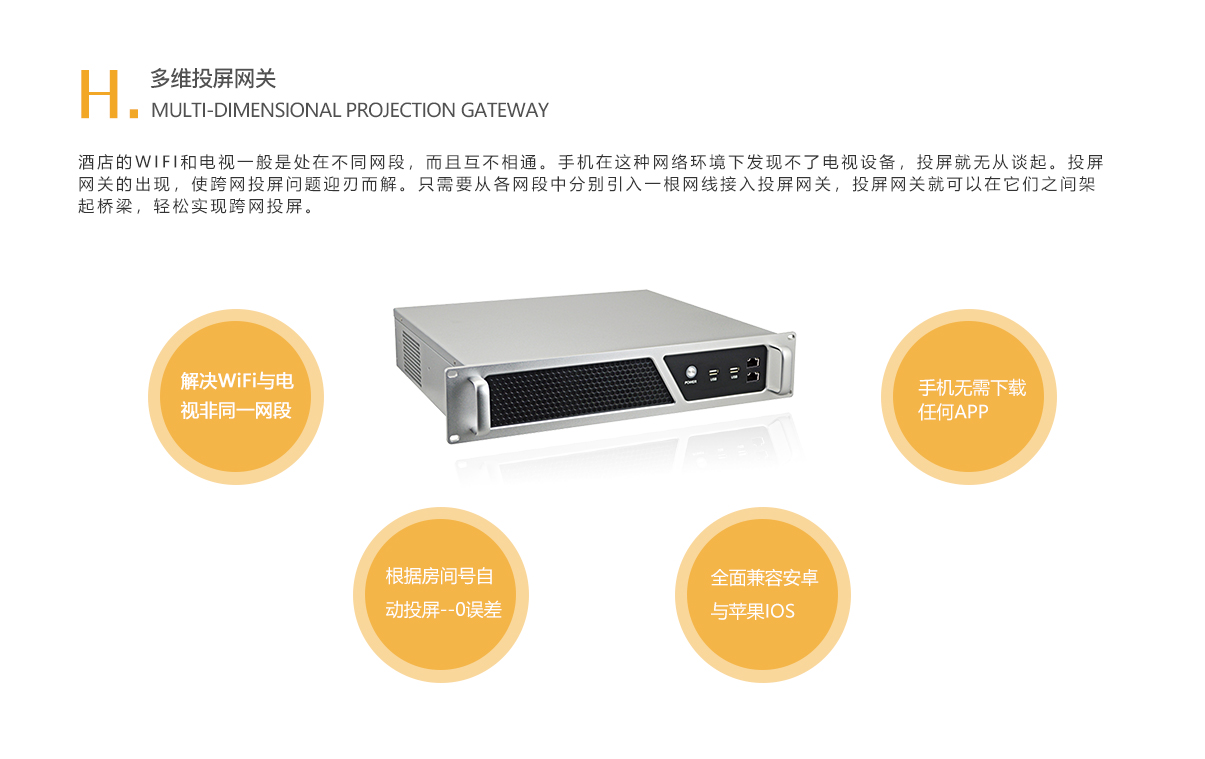 H.
多维投屏网关
MULTI-DIMENSIONAL PROJECTION GATEWAY
酒店的WIFI和电视一般是处在不同网段，而且互不相通。手机在这种网络环境下发现不了电视设备，投屏就无从谈起。投屏
网关的出现，使跨网投屏问题迎刃而解。只需要从各网段中分别引入一根网线接入投屏网关，投屏网关就可以在它们之间架
起桥梁，轻松实现跨网投屏。
解决WiFi与电
视非同一网段
POWER
USB
USB
手机无需下载
任何APP
根据房间号自
动投屏--0误差
全面兼容安卓
与苹果IOS